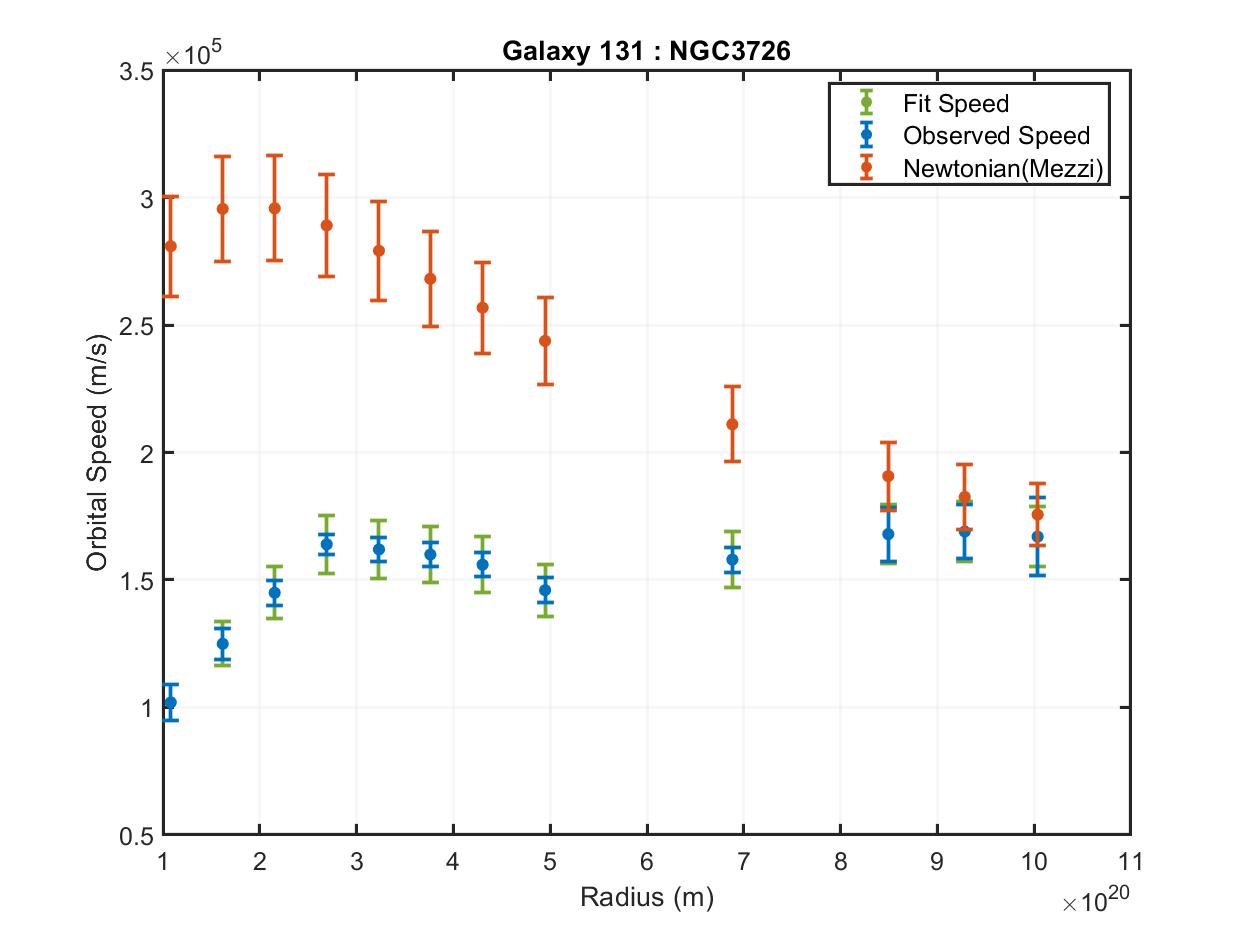 Galaxy 131 : NGC3726
×10^5
3.5
3
2.5
2
1.5
1
0.5
Orbital Speed (m/s)
Fit Speed
Observed Speed
Newtonian(Mezzi)
1 2 3 4 5 6 7 8 9 10 11
Radius (m)
×10^20